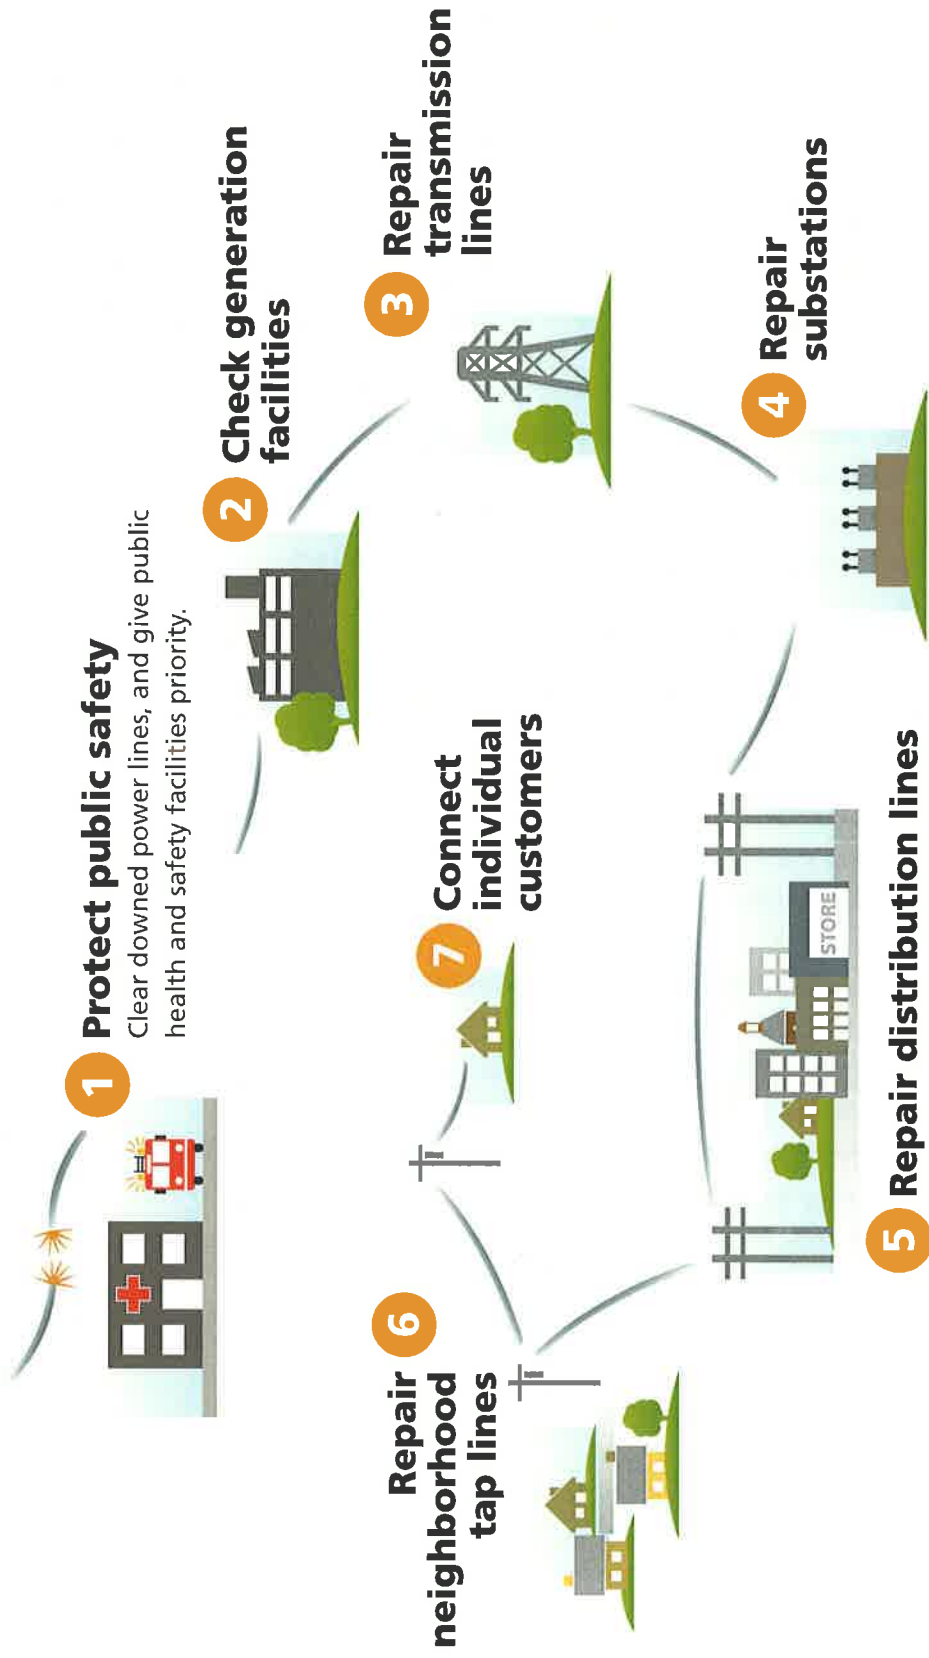 1
Protect public safety
Clear downed power lines, and give public
health and safety facilities priority.
2
Check generation
facilities
3
Repair
transmission
lines
4
Repair
substations
STORE
5
Repair distribution lines
6
Repair
neighborhood
tap lines
7
Connect
individual
customers